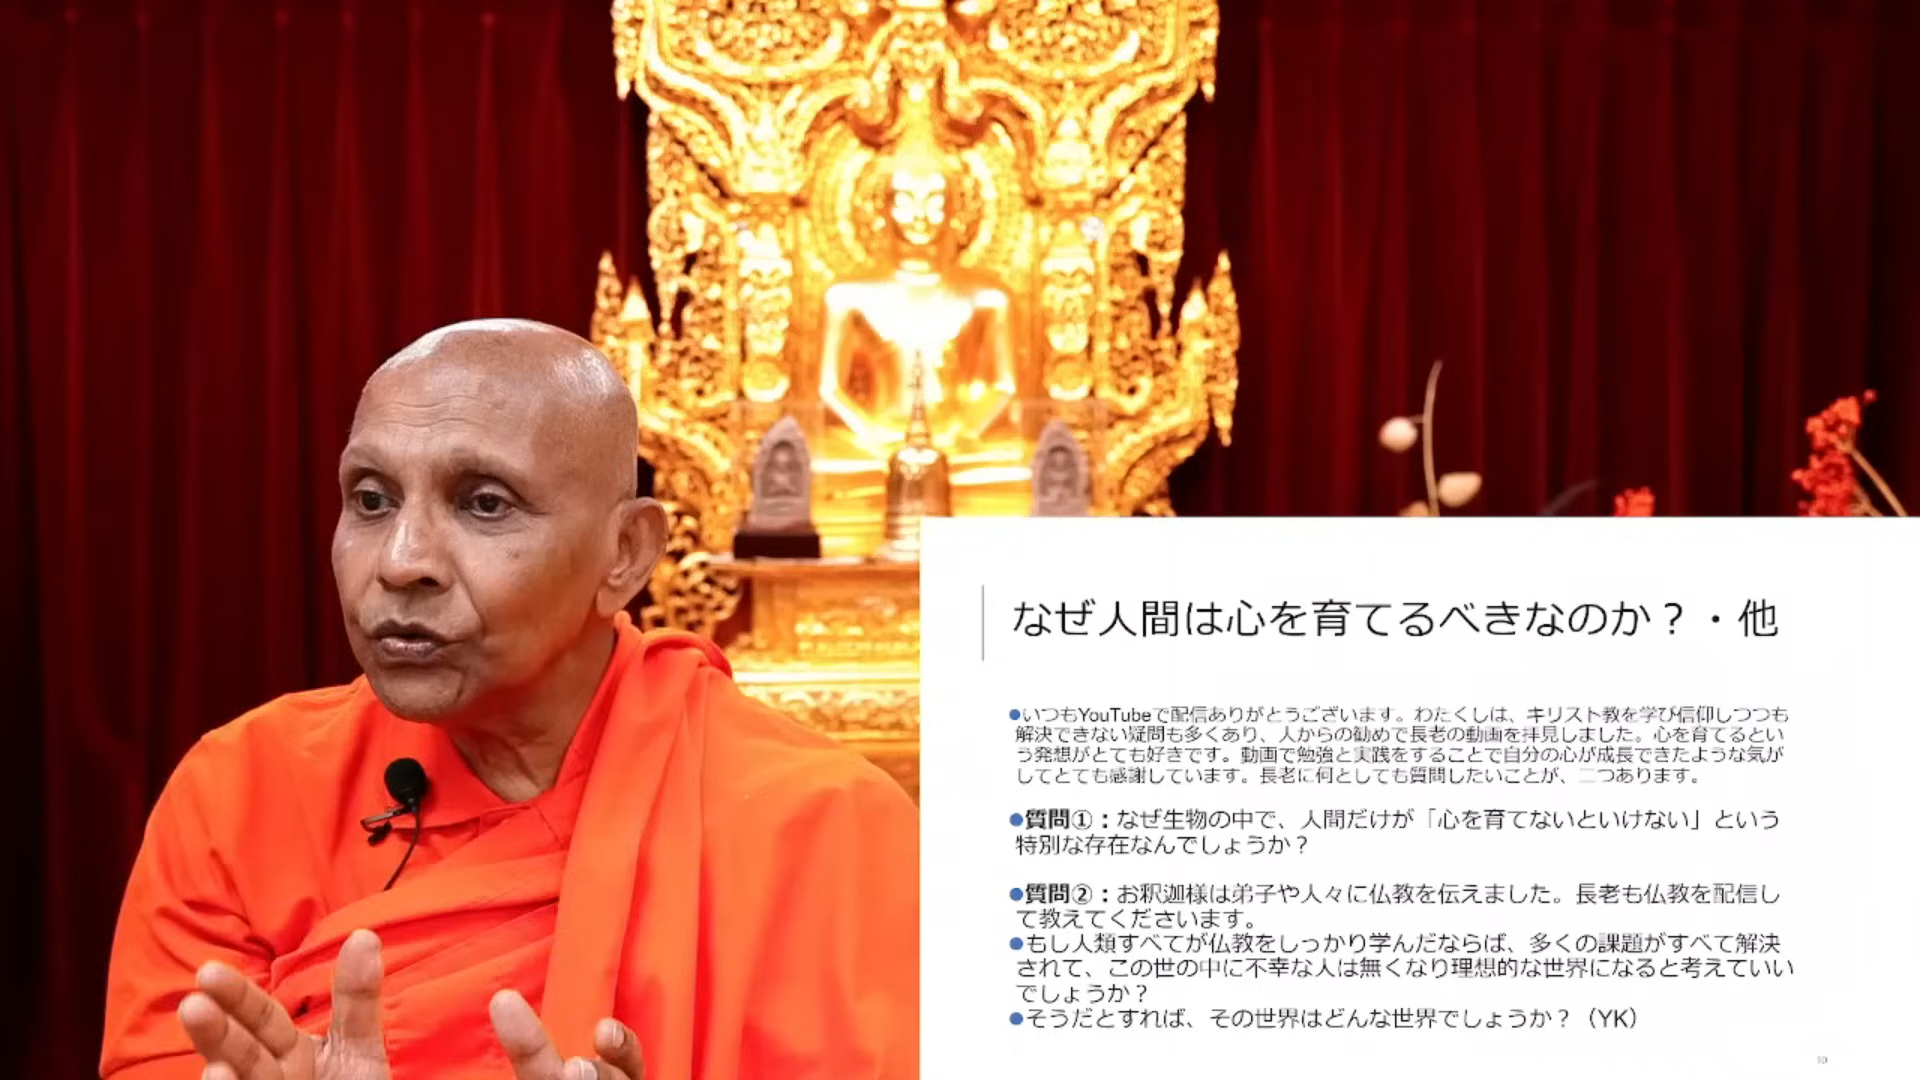 なぜ人間は心を育てるべきなのか？・他
●いつもYouTubeで配信ありがとうございます。わたくしは、キリスト教を学び信仰しつつも
解決できない疑問も多くあり、人からの勧めで長老の動画を拝見しました。心を育てるとい
う発想がとても好きです。動画で勉強と実践をすることで自分の心が成長できたような気が
してとても感謝しています。長老に何としても質問したいことが、二つあります。
●質問①：なぜ生物の中で、人間だけが「心を育てないといけない」という
特別な存在なんでしょうか？
●質問②：お釈迦様は弟子や人々に仏教を伝えました。長老も仏教を配信し
て教えてくださいます。
●もし人類すべてが仏教をしっかり学んだならば、多くの課題がすべて解決
されて、この世の中に不幸な人は無くなり理想的な世界になると考えていい
でしょうか？
●そうだとすれば、その世界はどんな世界でしょうか？（YK）